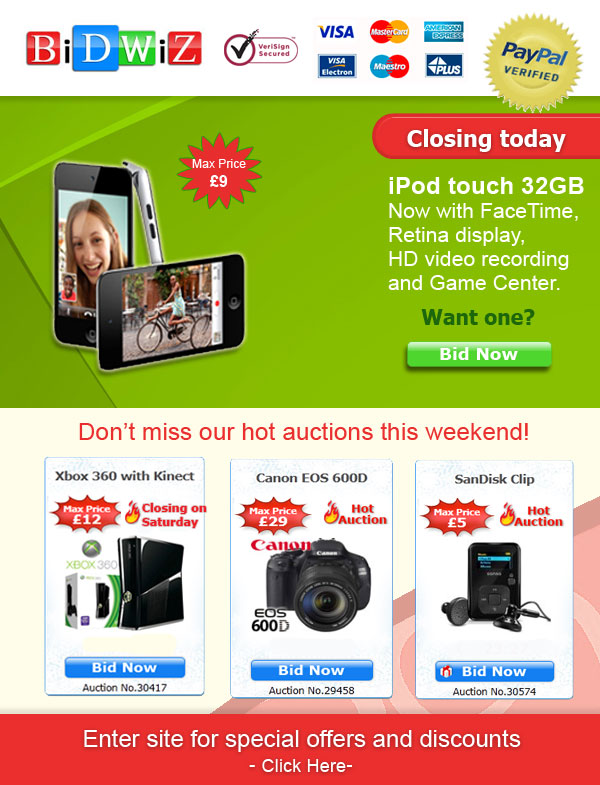 BiDWiZ
VeriSign
Secured
VISA
MasterCard
AMERICAN
EXPRESS
VISA
Electron
Maestro
PLUS
PayPal
VERIFIED
Closing today
Max Price
£9
iPod touch 32GB
Now with FaceTime,
Retina display,
HD video recording
and Game Center.
Want one?
Bid Now
Don't miss our hot auctions this weekend!
Xbox 360 with Kinect
Max Price
£12
Closing on
Saturday
XBOX 360
Bid Now
Auction No.30417
Canon EOS 600D
Max Price
£29
Hot
Auction
Canon
Canon
EOS
600D
Bid Now
Auction No.29458
SanDisk Clip
Max Price
£5
Hot
Auction
Bid Now
Auction No.30574
Enter site for special offers and discounts
- Click Here-